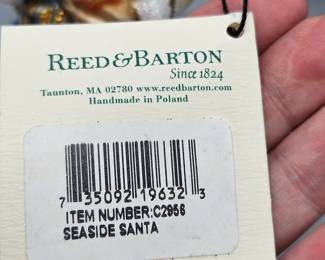 REED & BARTON
Since 1824
Taunton, MA 02780 www.reedbarton.com
Handmade in Poland
7 35092 19632 3
ITEM NUMBER:C2956
SEASIDE SANTA